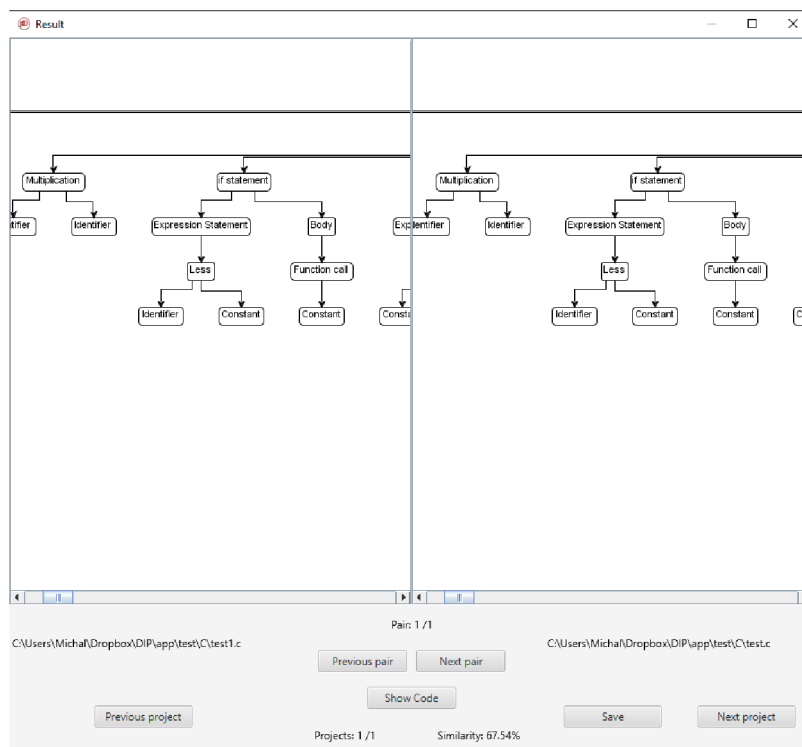 Result
Multiplication
if statement
Identifier
Expression Statement
Body
Less
Function call
Identifier
Constant
Constant
Multiplication
if statement
Identifier
Expression Statement
Body
Less
Function call
Identifier
Constant
Constant
Pair: 1 /1
C:\Users\Michal\Dropbox\DIP\app\test\C\test1.c
C:\Users\Michal\Dropbox\DIP\app\test\C\test.c
Previous pair
Next pair
Show Code
Previous project
Save
Next project
Projects: 1 /1
Similarity: 67.54%